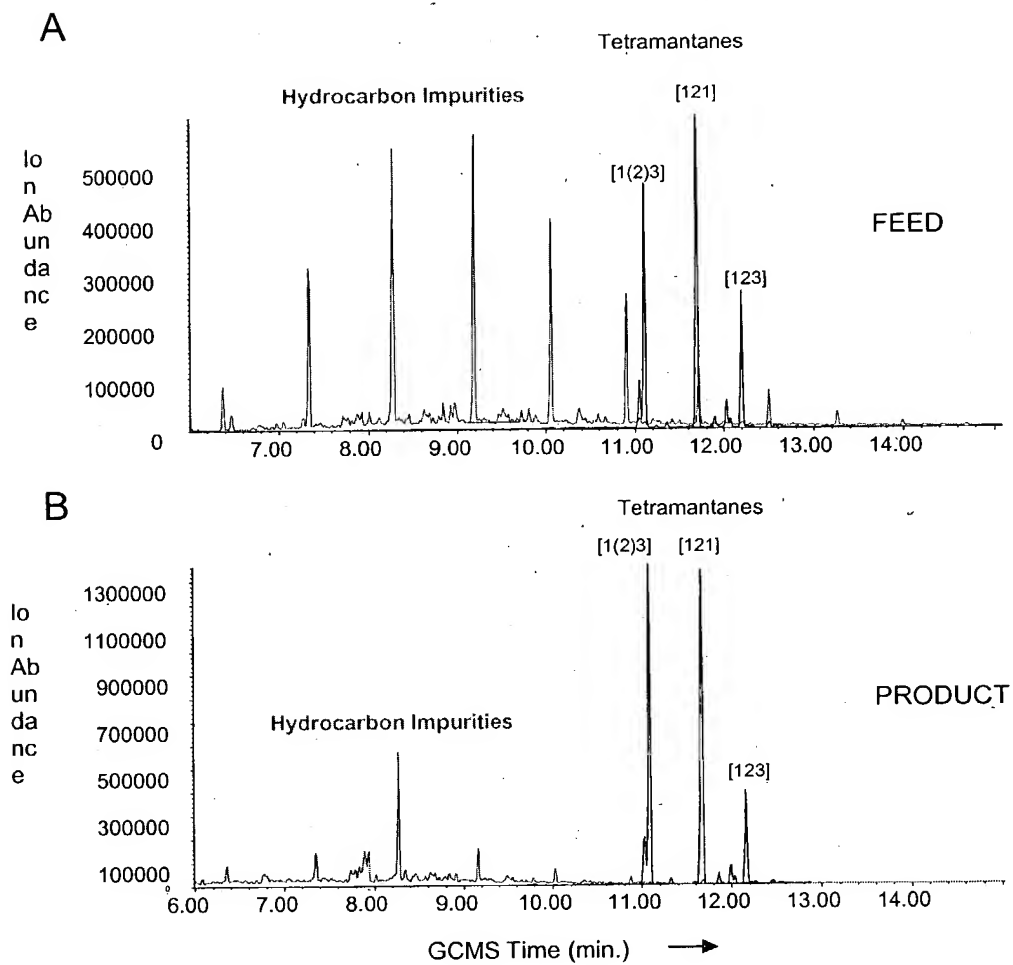 A
Tetramantanes
Hydrocarbon Impurities
[121]
[1(2)3]
[123]
FEED
Io
n
Ab
un
da
nc
e
500000
400000
300000
200000
100000
0
7.00 8.00 9.00 10.00 11.00 12.00 13.00 14.00
B
Tetramantanes
[1(2)3] [121]
[123]
PRODUCT
Hydrocarbon Impurities
Io
n
Ab
un
da
nc
e
1300000
1100000
900000
700000
500000
300000
100000
0
6.00 7.00 8.00 9.00 10.00 11.00 12.00 13.00 14.00
GCMS Time (min.)